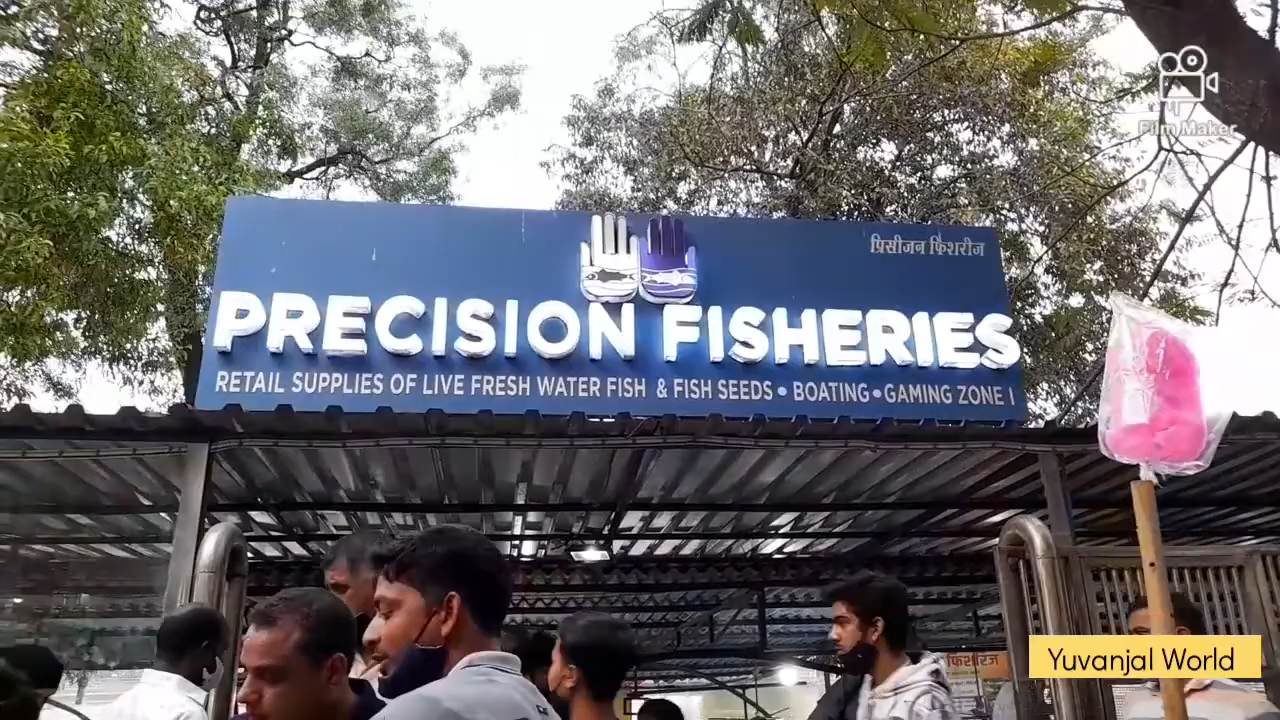 Film Maker
प्रिसीजन फिशरीज
PRECISION FISHERIES
RETAIL SUPPLIES OF LIVE FRESH WATER FISH & FISH SEEDS • BOATING • GAMING ZONE I
फिशरिज
Yuvanjal World